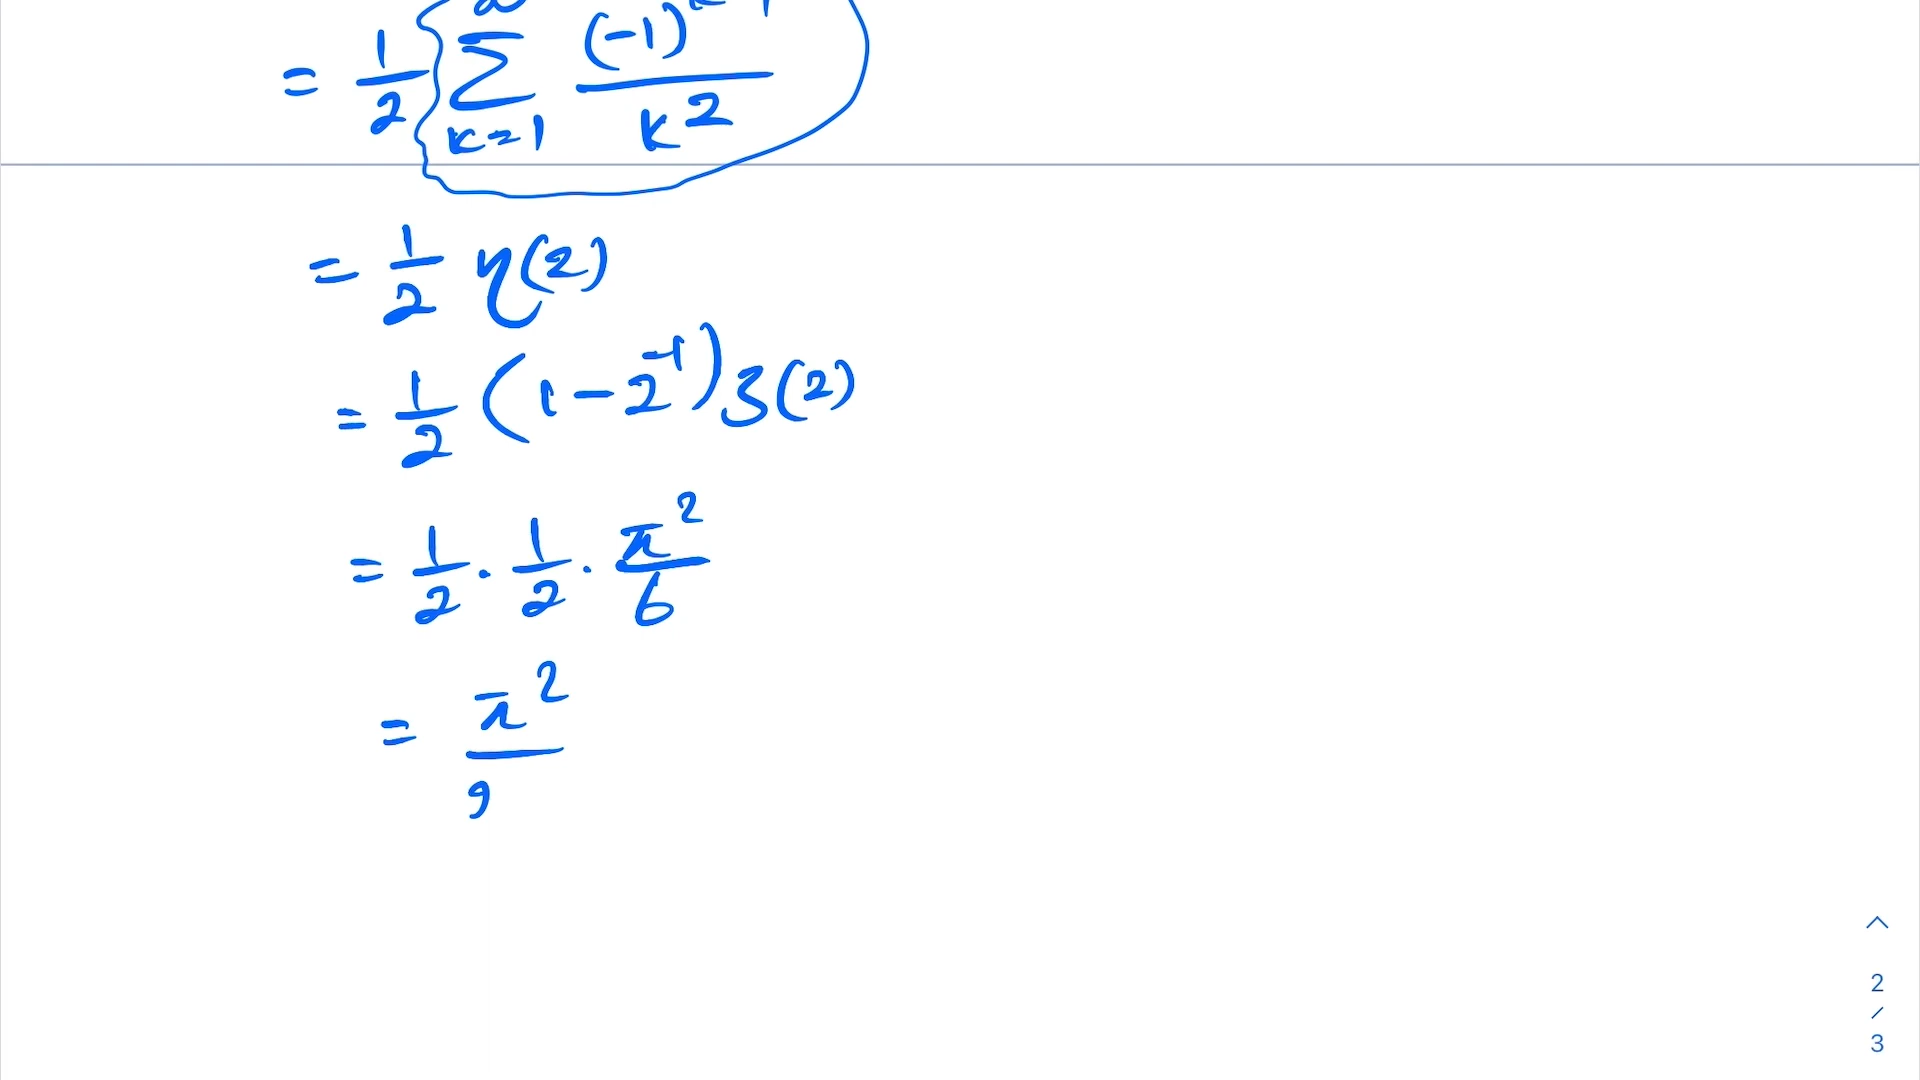 = 1/2 ∑ k=1 (-1) / k²
= 1/2 η(2)
= 1/2 (1-2⁻¹) ζ(2)
= 1/2 · 1/2 · π²/6
= π²/
2
/
3